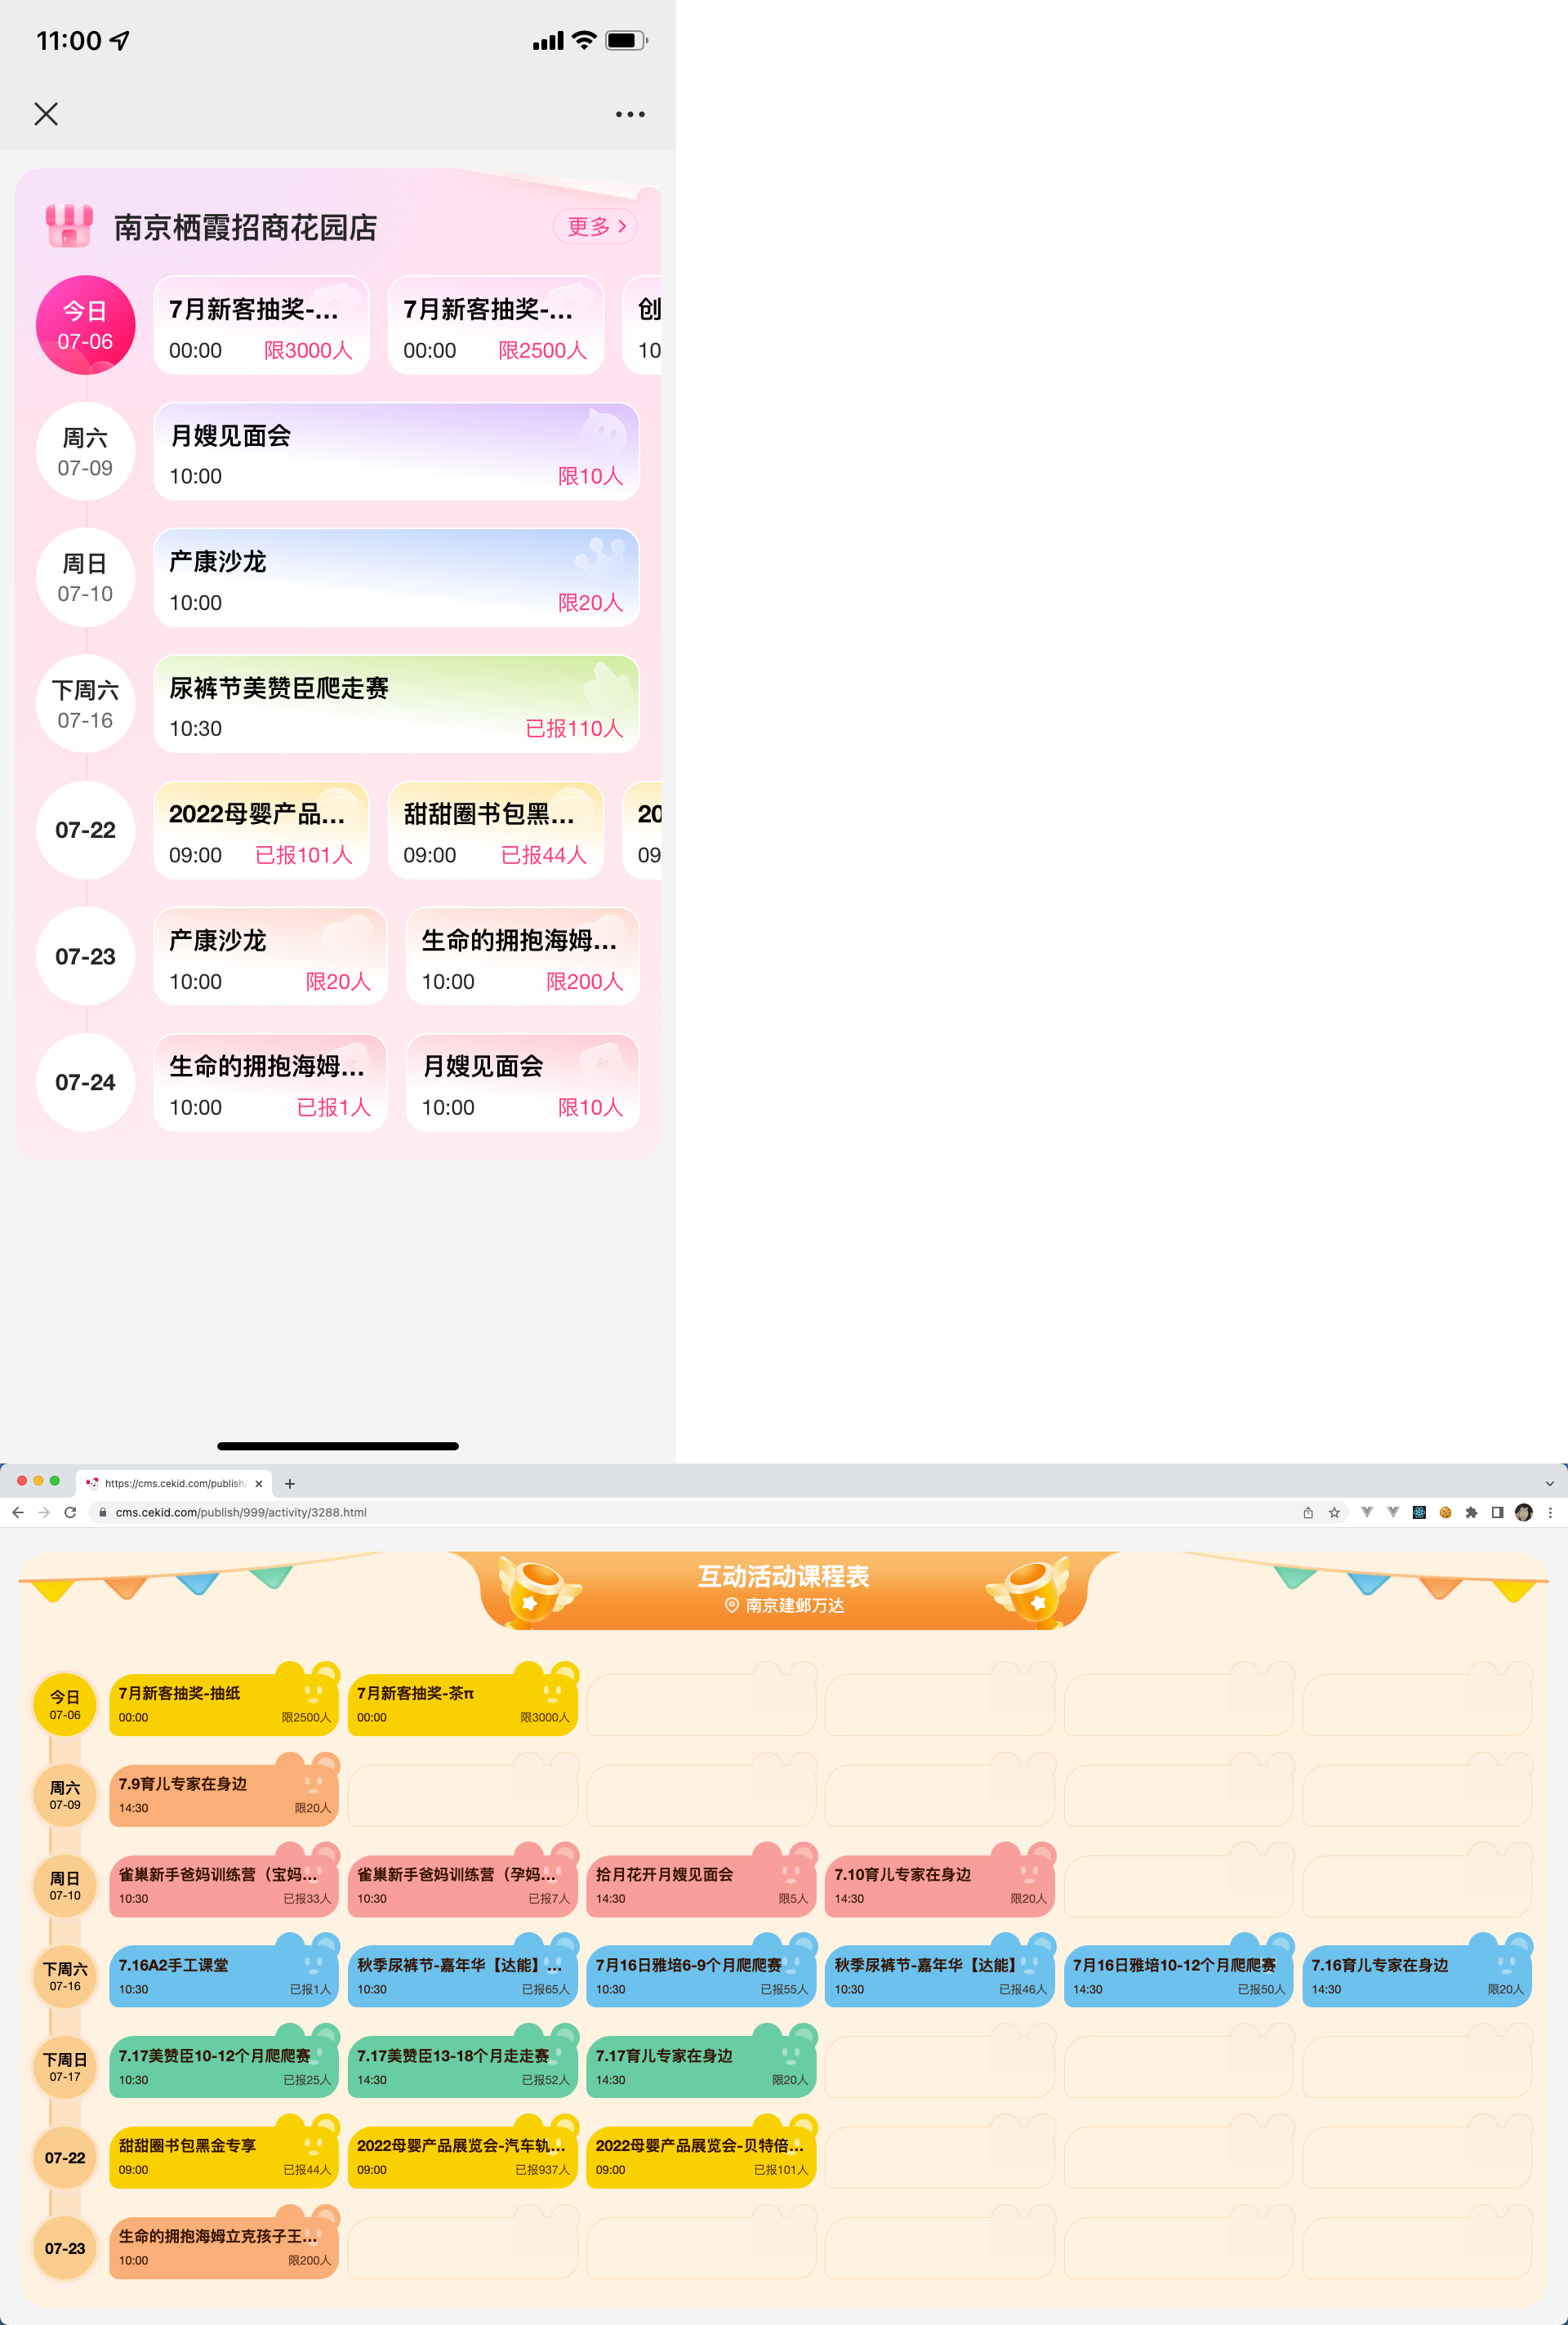 11:00
南京栖霞招商花园店
更多
今日
07-06
7月新客抽奖-...
00:00 限3000人
7月新客抽奖-...
00:00 限2500人
创
10
周六
07-09
月嫂见面会
10:00 限10人
周日
07-10
产康沙龙
10:00 限20人
下周六
07-16
尿裤节美赞臣爬走赛
10:30 已报110人
07-22
2022母婴产品...
09:00 已报101人
甜甜圈书包黑...
09:00 已报44人
20
09
07-23
产康沙龙
10:00 限20人
生命的拥抱海姆...
10:00 限200人
07-24
生命的拥抱海姆...
10:00 已报1人
月嫂见面会
10:00 限10人
https://cms.cekid.com/publish/
cms.cekid.com/publish/999/activity/3288.html
互动活动课程表
南京建邺万达
今日
07-06
7月新客抽奖-抽纸
00:00 限2500人
7月新客抽奖-茶π
00:00 限3000人
周六
07-09
7.9育儿专家在身边
14:30 限20人
周日
07-10
雀巢新手爸妈训练营（宝妈...
10:30 已报33人
雀巢新手爸妈训练营（孕妈...
10:30 已报7人
拾月花开月嫂见面会
14:30 限5人
7.10育儿专家在身边
14:30 限20人
下周六
07-16
7.16A2手工课堂
10:30 已报1人
秋季尿裤节-嘉年华【达能】...
10:30 已报65人
7月16日雅培6-9个月爬爬赛
10:30 已报55人
秋季尿裤节-嘉年华【达能】
10:30 已报46人
7月16日雅培10-12个月爬爬赛
14:30 已报50人
7.16育儿专家在身边
14:30 限20人
下周日
07-17
7.17美赞臣10-12个月爬爬赛
10:30 已报25人
7.17美赞臣13-18个月走走赛
14:30 已报52人
7.17育儿专家在身边
14:30 限20人
07-22
甜甜圈书包黑金专享
09:00 已报44人
2022母婴产品展览会-汽车轨...
09:00 已报937人
2022母婴产品展览会-贝特倍...
09:00 已报101人
07-23
生命的拥抱海姆立克孩子王...
10:00 限200人